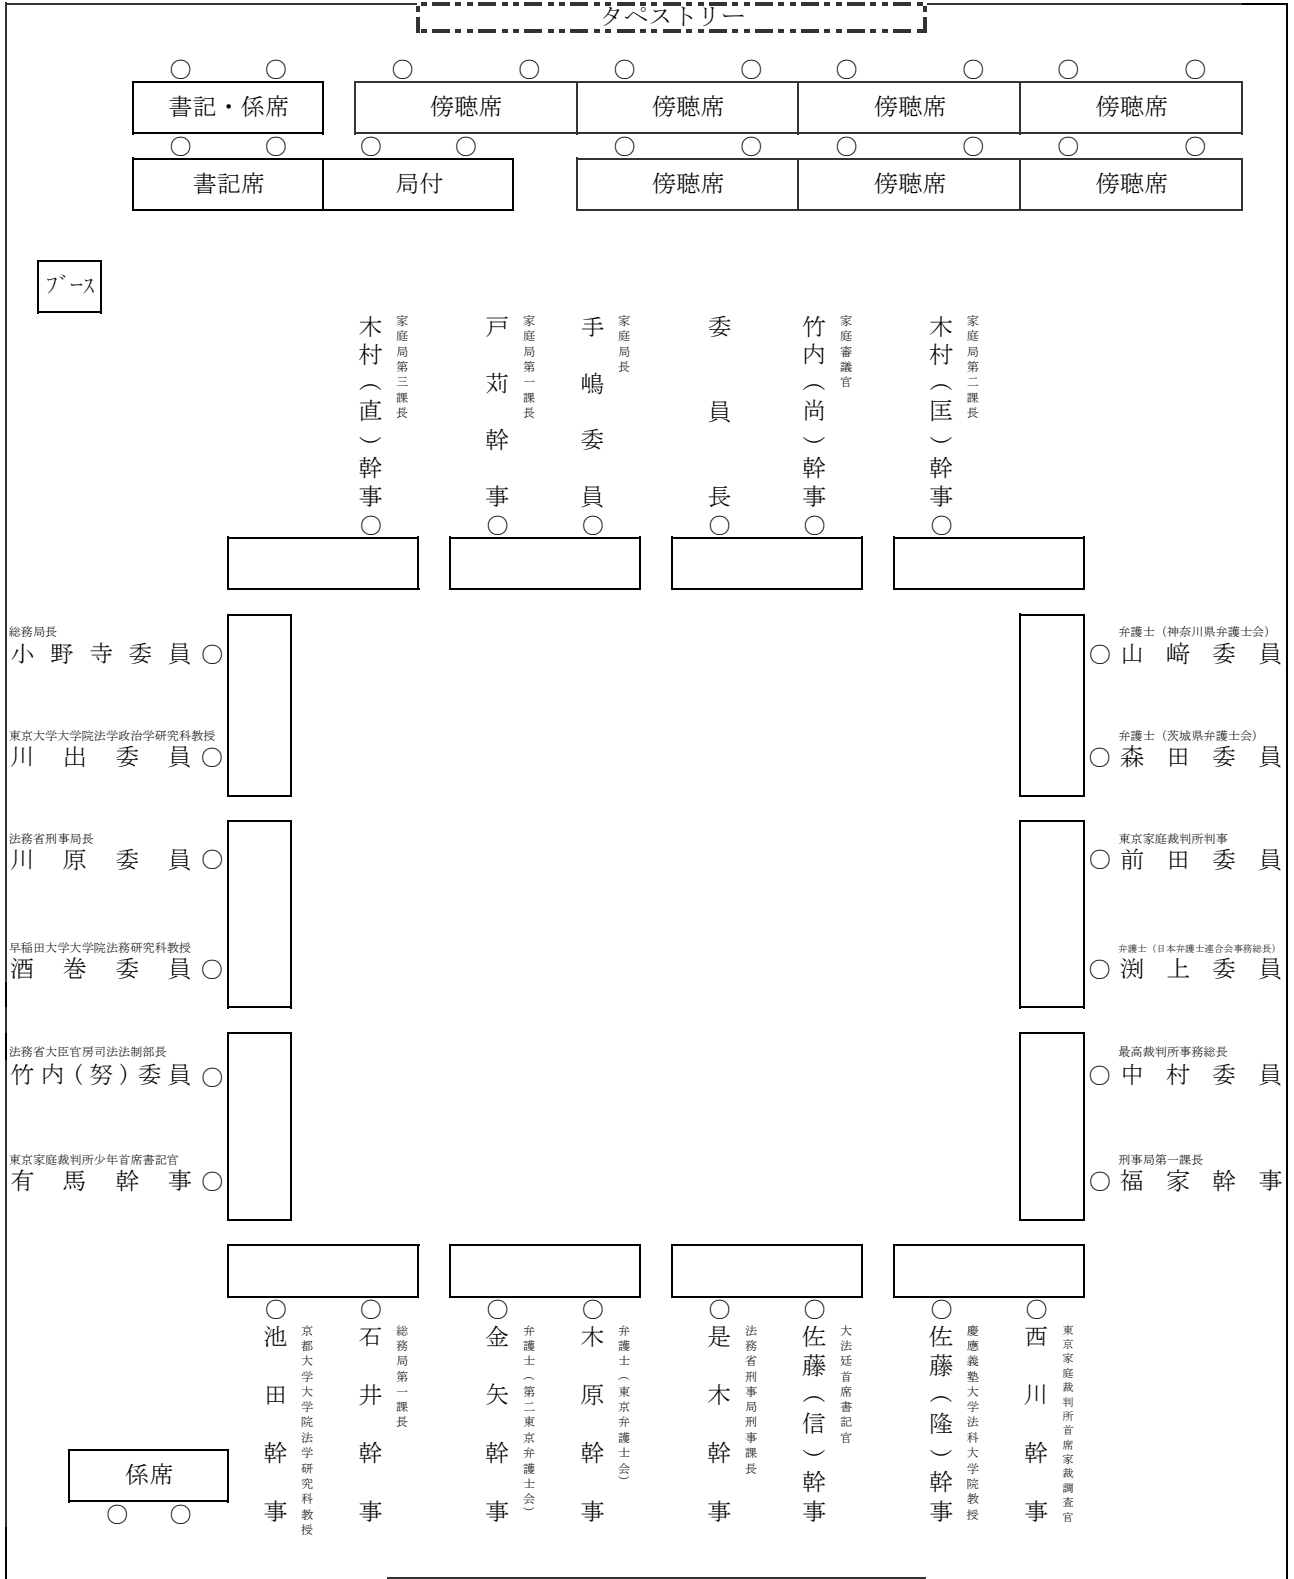 タペストリー
書記・係席
傍聴席
傍聴席
傍聴席
傍聴席
書記席
局付
傍聴席
傍聴席
傍聴席
ブース
家庭局第三課長
木村（直）幹事
家庭局第一課長
戸苅幹事
家庭局長
手嶋委員
委員長
家庭審議官
竹内（尚）幹事
家庭局第二課長
木村（匡）幹事
総務局長
小野寺委員
東京大学大学院法学政治学研究科教授
川出委員
法務省刑事局長
川原委員
早稲田大学大学院法務研究科教授
酒巻委員
法務省大臣官房司法法制部長
竹内(努)委員
東京家庭裁判所少年首席書記官
有馬幹事
弁護士（神奈川県弁護士会）
山﨑委員
弁護士（茨城県弁護士会）
森田委員
東京家庭裁判所判事
前田委員
弁護士（日本弁護士連合会事務総長）
渕上委員
最高裁判所事務総長
中村委員
刑事局第一課長
福家幹事
京都大学大学院法学研究科教授
池田幹事
総務局第一課長
石井幹事
弁護士（第二東京弁護士会）
金矢幹事
弁護士（東京弁護士会）
木原幹事
法務省刑事局刑事課長
是木幹事
大法廷首席書記官
佐藤（信）幹事
慶應義塾大学法科大学院教授
佐藤（隆）幹事
東京家庭裁判所首席家裁調査官
西川幹事
係席